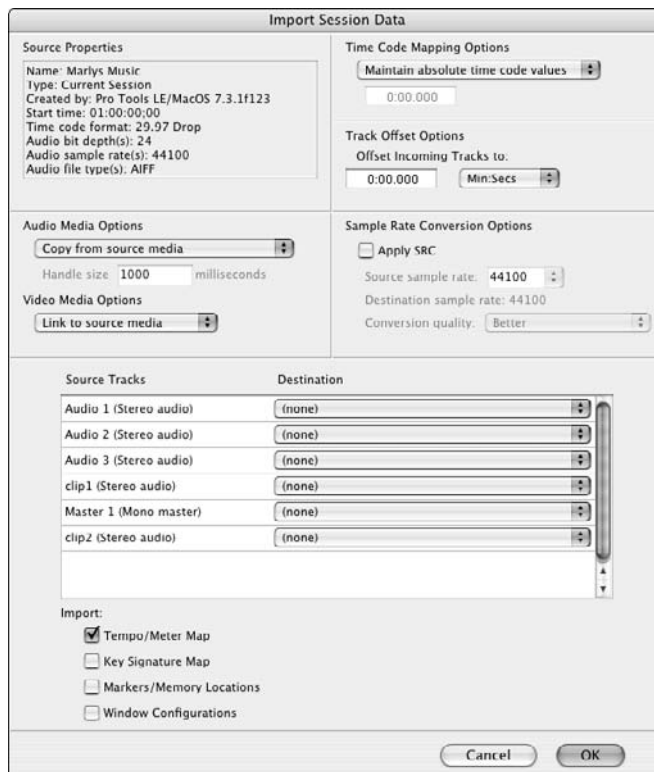 Import Session Data
Source Properties
Name: Marlys Music
Type: Current Session
Created by: Pro Tools LE/MacOS 7.3.1f123
Start time: 01:00:00;00
Time code format: 29.97 Drop
Audio bit depth(s): 24
Audio sample rate(s): 44100
Audio file type(s): AIFF
Time Code Mapping Options
Maintain absolute time code values
0:00.000
Track Offset Options
Offset Incoming Tracks to:
0:00.000 Min:Secs
Audio Media Options
Copy from source media
Handle size 1000 milliseconds
Video Media Options
Link to source media
Sample Rate Conversion Options
Apply SRC
Source sample rate: 44100
Destination sample rate: 44100
Conversion quality: Better
Source Tracks Destination
Audio 1 (Stereo audio) (none)
Audio 2 (Stereo audio) (none)
Audio 3 (Stereo audio) (none)
clip1 (Stereo audio) (none)
Master 1 (Mono master) (none)
clip2 (Stereo audio) (none)
Import:
Tempo/Meter Map
Key Signature Map
Markers/Memory Locations
Window Configurations
Cancel OK